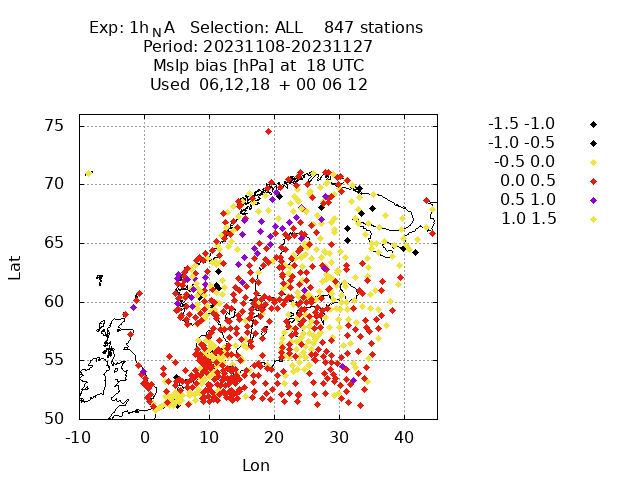 Exp: 1h_N A Selection: ALL 847 stations
Period: 20231108-20231127
Mslp bias [hPa] at 18 UTC
Used 06,12,18 + 00 06 12
75
70
65
60
55
50
Lat
-10 0 10 20 30 40
Lon
-1.5 -1.0
-1.0 -0.5
-0.5 0.0
0.0 0.5
0.5 1.0
1.0 1.5